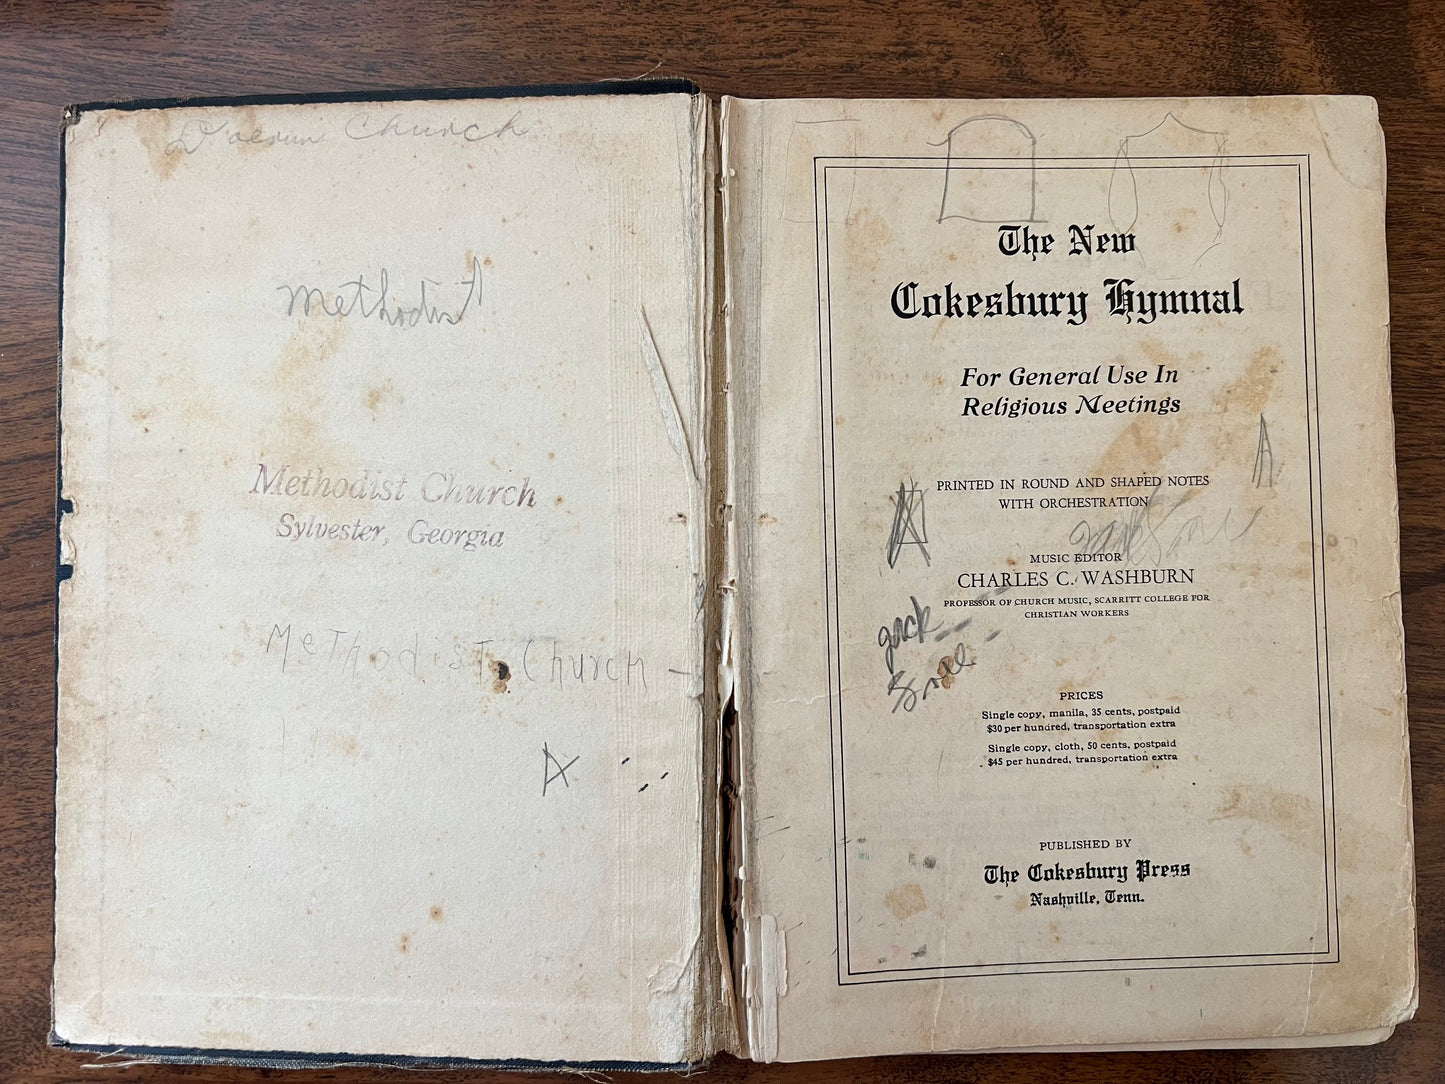 Church
Methodist
Methodist Church
Sylvester, Georgia
MeThodisT Church
A
The New
Cokesbury Hymnal
For General Use In
Religious Meetings
PRINTED IN ROUND AND SHAPED NOTES
WITH ORCHESTRATION
A
MUSIC EDITOR
CHARLES C. WASHBURN
PROFESSOR OF CHURCH MUSIC, SCARRITT COLLEGE FOR
CHRISTIAN WORKERS
Jack
PRICES
Single copy, manila, 35 cents, postpaid
$30 per hundred, transportation extra
Single copy, cloth, 50 cents, postpaid
$45 per hundred, transportation extra
PUBLISHED BY
The Cokesbury Press
Nashville, Tenn.